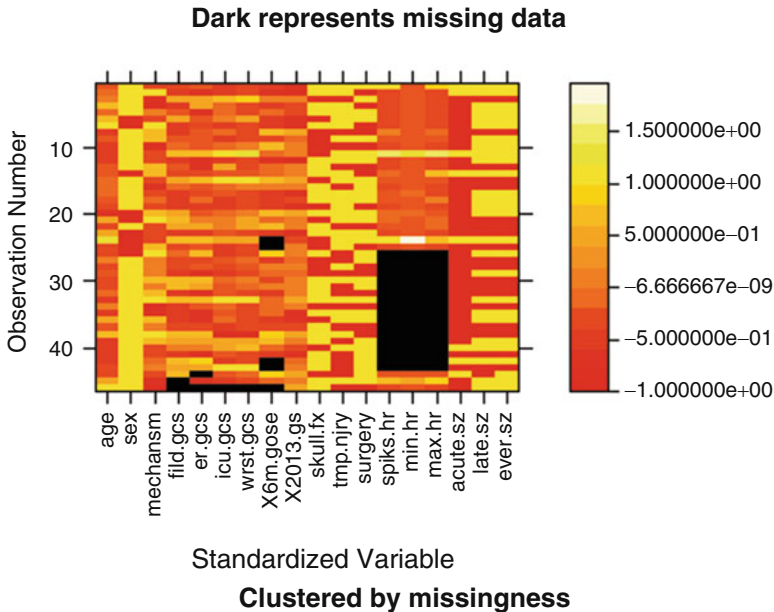 Dark represents missing data
Observation Number
10
20
30
40
1.500000e+00
1.000000e+00
5.000000e−01
−6.666667e−09
−5.000000e−01
−1.000000e+00
age
sex
mechansm
fild.gcs
er.gcs
icu.gcs
wrst.gcs
X6m.gose
X2013.gs
skull.fx
tmp.njry
surgery
spiks.hr
min.hr
max.hr
acute.sz
late.sz
ever.sz
Standardized Variable
Clustered by missingness